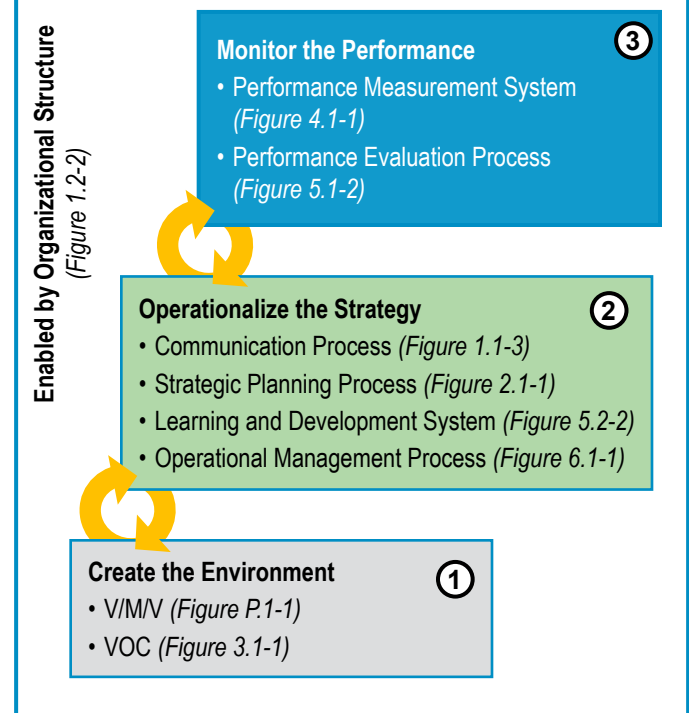 Enabled by Organizational Structure
(Figure 1.2-2)
3
Monitor the Performance
• Performance Measurement System
(Figure 4.1-1)
• Performance Evaluation Process
(Figure 5.1-2)
2
Operationalize the Strategy
• Communication Process (Figure 1.1-3)
• Strategic Planning Process (Figure 2.1-1)
• Learning and Development System (Figure 5.2-2)
• Operational Management Process (Figure 6.1-1)
1
Create the Environment
• V/M/V (Figure P.1-1)
• VOC (Figure 3.1-1)